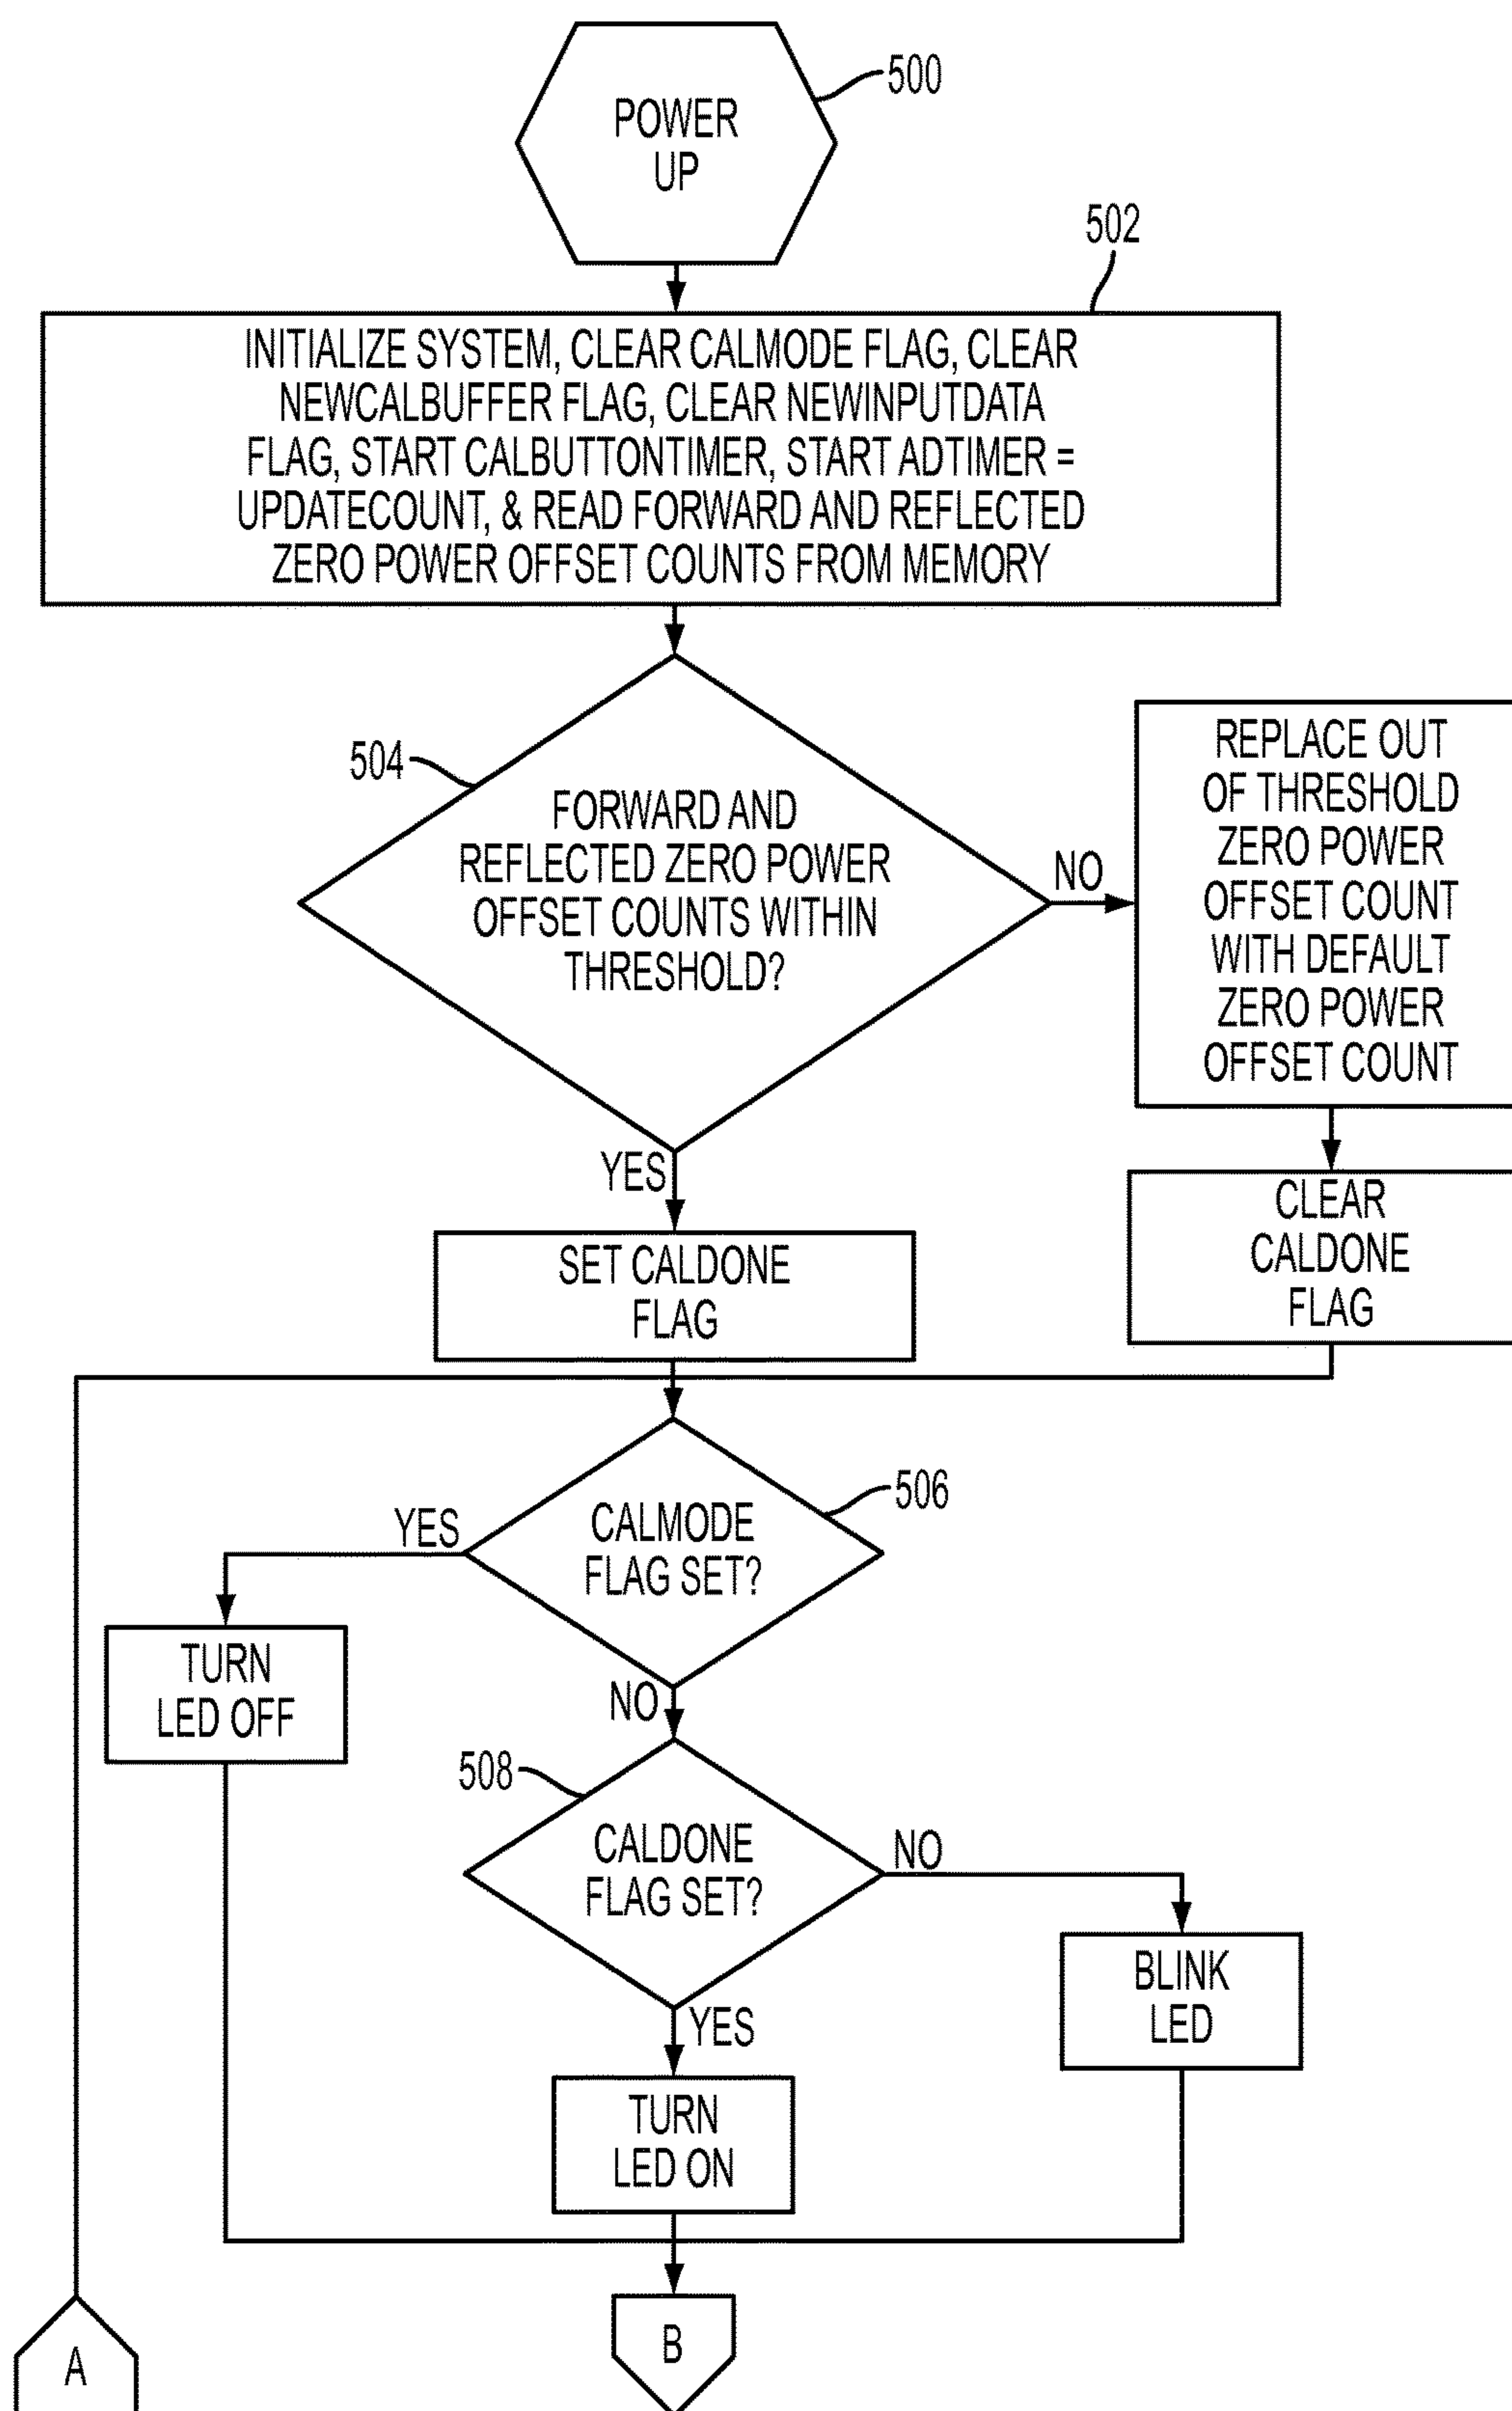 POWER
UP
500
502
INITIALIZE SYSTEM, CLEAR CALMODE FLAG, CLEAR
NEWCALBUFFER FLAG, CLEAR NEWINPUTDATA
FLAG, START CALBUTTONTIMER, START ADTIMER =
UPDATECOUNT, & READ FORWARD AND REFLECTED
ZERO POWER OFFSET COUNTS FROM MEMORY
504
FORWARD AND
REFLECTED ZERO POWER
OFFSET COUNTS WITHIN
THRESHOLD?
NO
REPLACE OUT
OF THRESHOLD
ZERO POWER
OFFSET COUNT
WITH DEFAULT
ZERO POWER
OFFSET COUNT
YES
SET CALDONE
FLAG
CLEAR
CALDONE
FLAG
506
CALMODE
FLAG SET?
YES
TURN
LED OFF
NO
508
CALDONE
FLAG SET?
NO
BLINK
LED
YES
TURN
LED ON
A
B